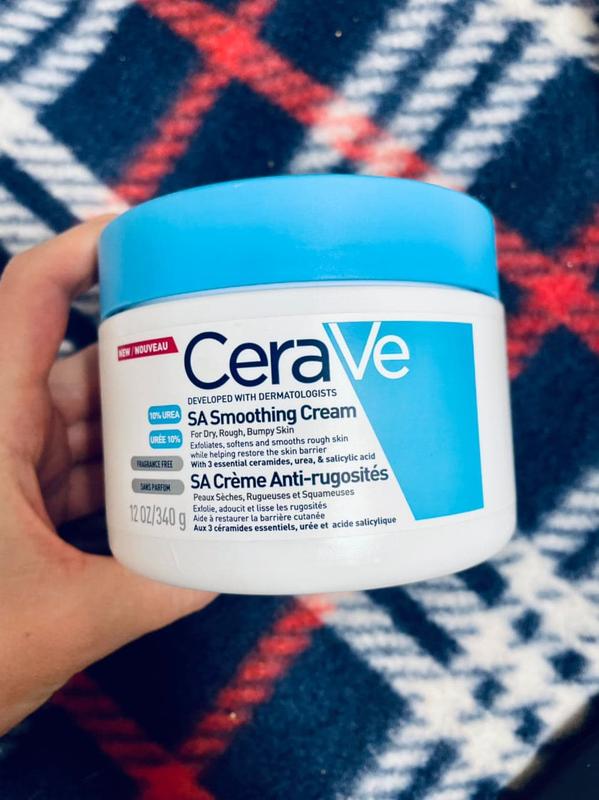 NEW / NOUVEAU
CeraVe
DEVELOPED WITH DERMATOLOGISTS
10% UREA
URÉE 10%
FRAGRANCE FREE
SANS PARFUM
12 OZ/340 g
SA Smoothing Cream
For Dry, Rough, Bumpy Skin
Exfoliates, softens and smooths rough skin
while helping restore the skin barrier
With 3 essential ceramides, urea, & salicylic acid
SA Crème Anti-rugosités
Peaux Sèches, Rugueuses et Squameuses
Exfolie, adoucit et lisse les rugosités
Aide à restaurer la barrière cutanée
Aux 3 céramides essentiels, urée et acide salicylique